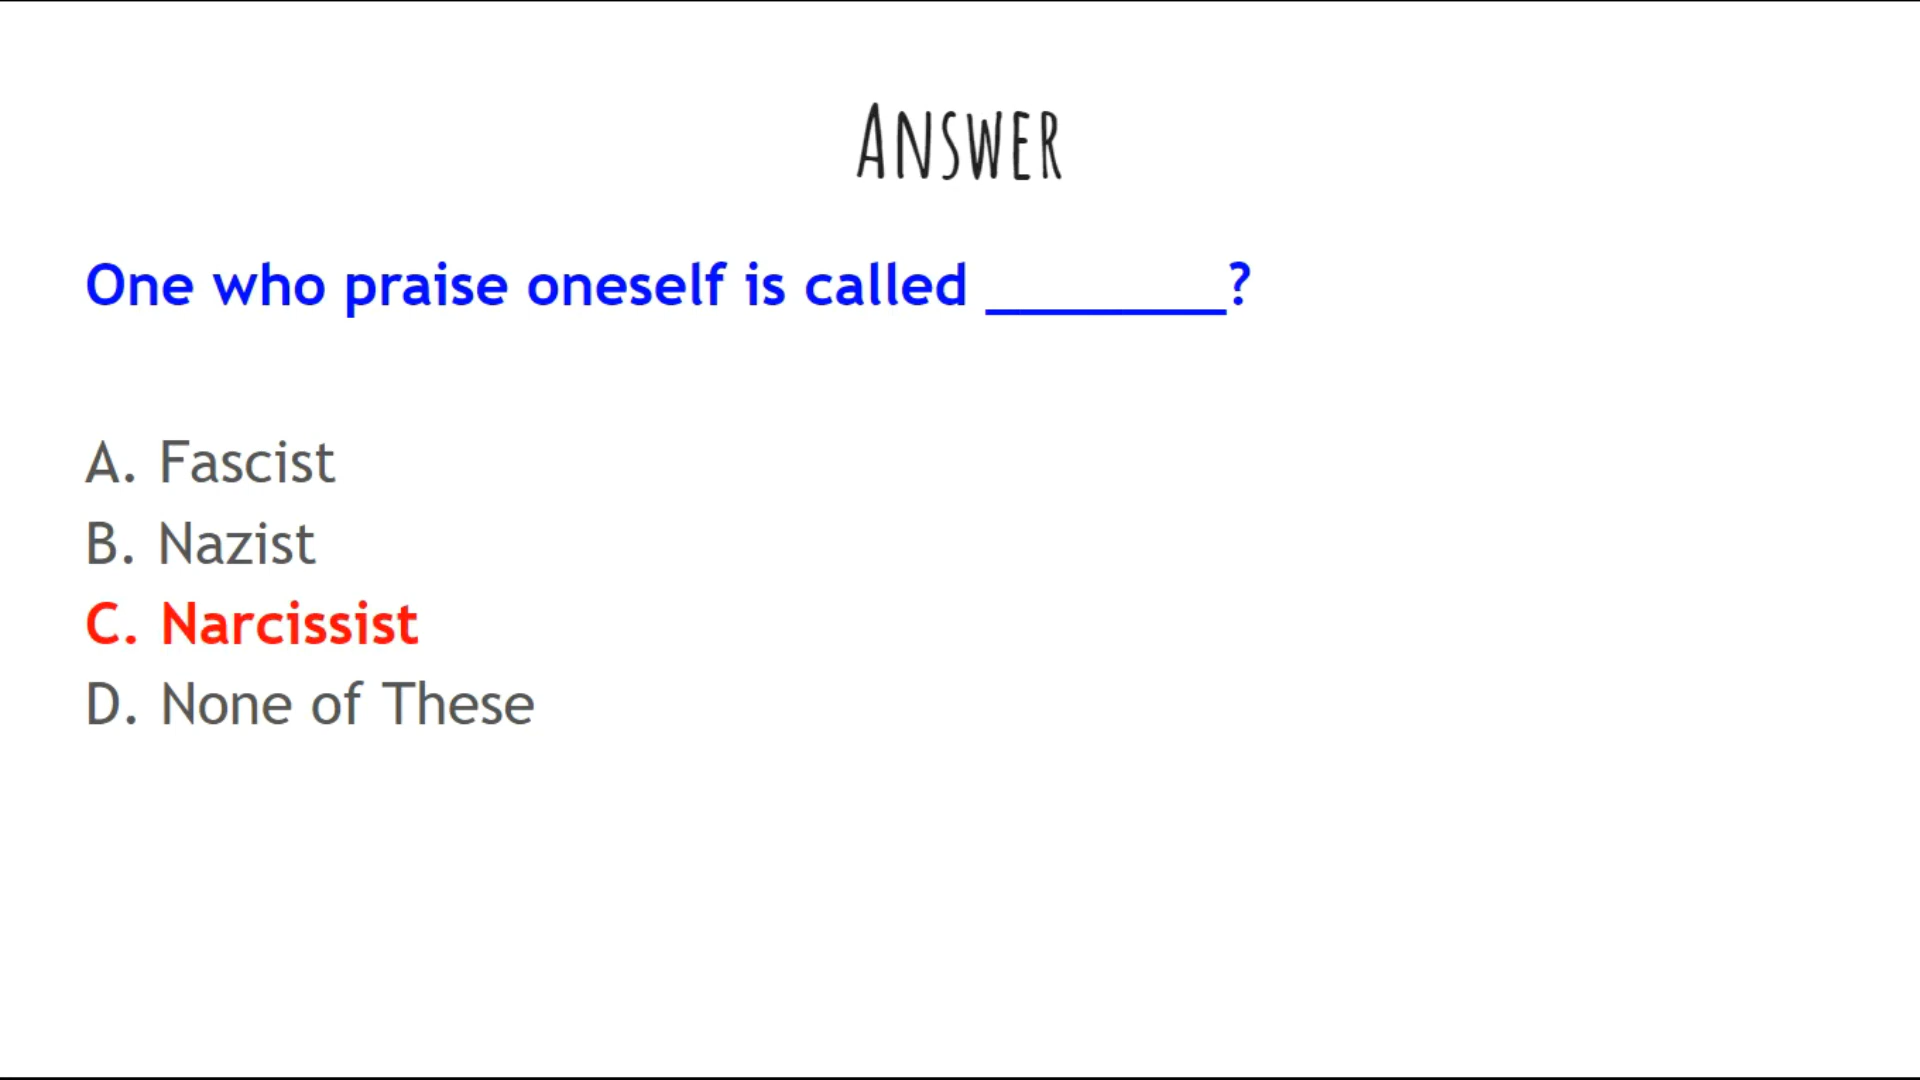 ANSWER
One who praise oneself is called ________?
A. Fascist
B. Nazist
C. Narcissist
D. None of These